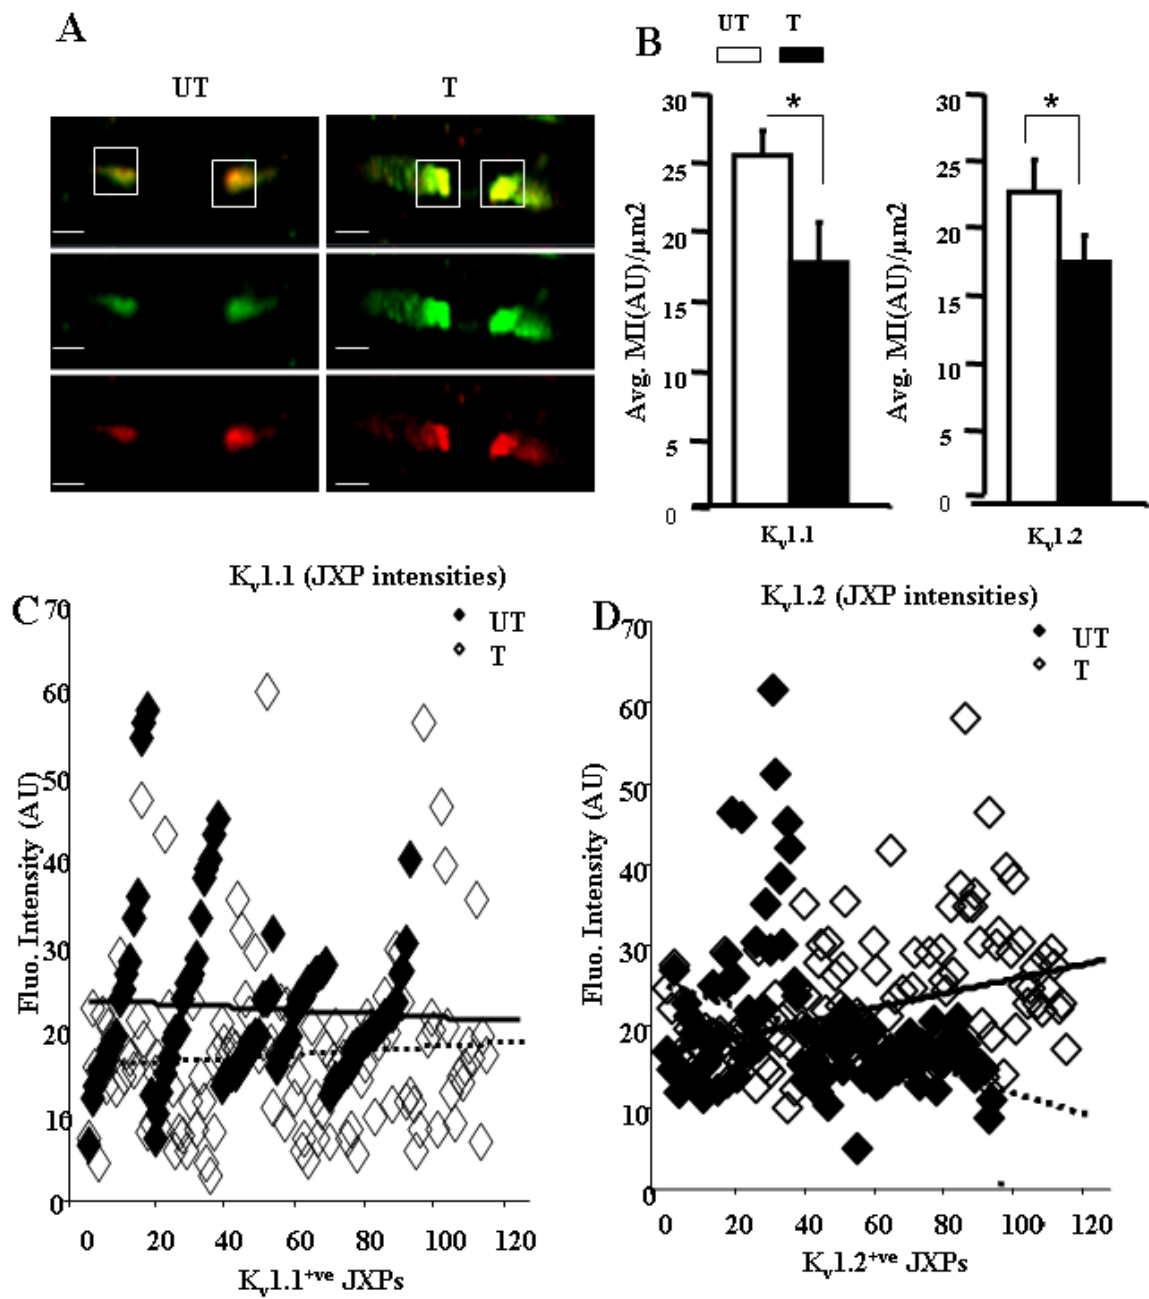 A
UT
T
B
UT
T
30
25
20
15
10
5
0
Avg. MI(AU)/µm2
*
Kv1.1
30
25
20
15
10
5
0
Avg. MI(AU)/µm2
*
Kv1.2
Kv1.1 (JXP intensities)
C
UT
T
70
60
50
40
30
20
10
0
Fluo. Intensity (AU)
0 20 40 60 80 100 120
Kv1.1+ve JXPs
Kv1.2 (JXP intensities)
D
UT
T
70
60
50
40
30
20
10
0
Fluo. Intensity (AU)
0 20 40 60 80 100 120
Kv1.2+ve JXPs